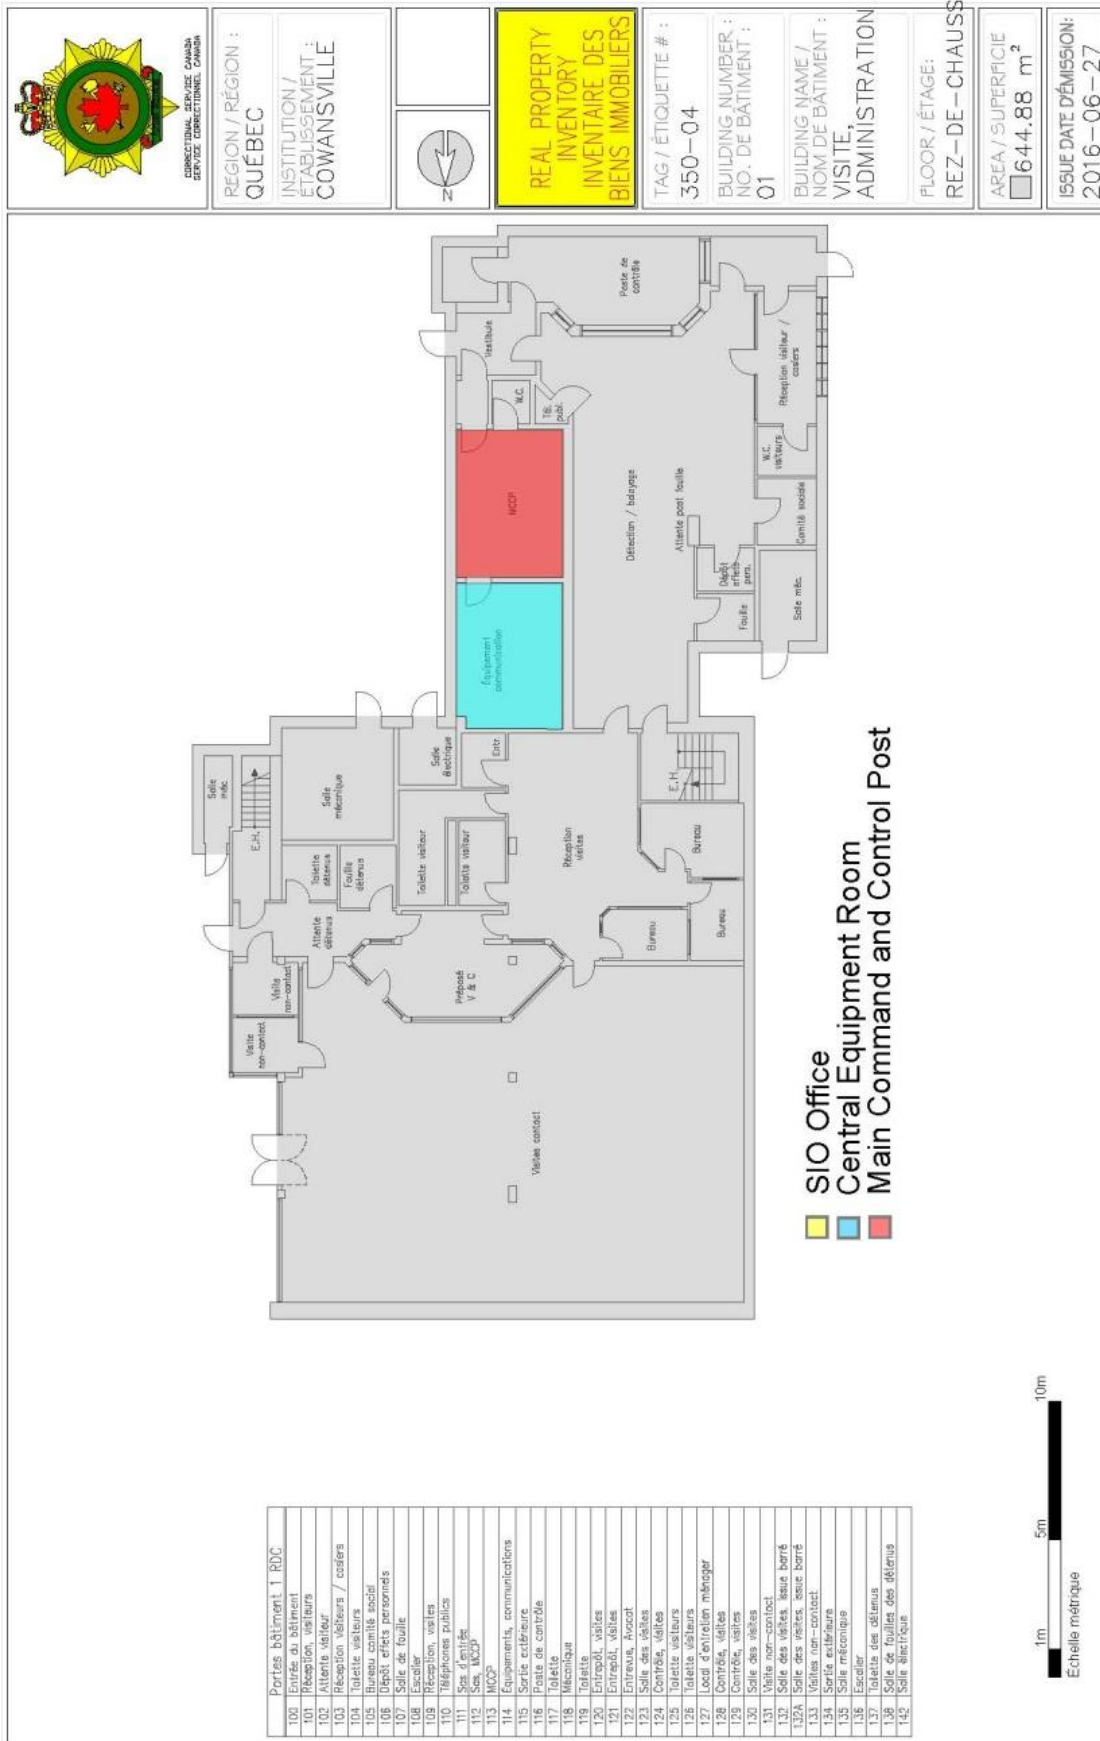 CORRECTIONAL SERVICE CANADA
SERVICE CORRECTIONNEL CANADA
REGION / RÉGION :
QUÉBEC
INSTITUTION /
ÉTABLISSEMENT :
COWANSVILLE
N
REAL PROPERTY
INVENTORY
INVENTAIRE DES
BIENS IMMOBILIERS
TAG / ÉTIQUETTE # :
350-04
BUILDING NUMBER :
NO. DE BÂTIMENT :
01
BUILDING NAME /
NOM DE BÂTIMENT :
VISITE,
ADMINISTRATION
FLOOR / ÉTAGE:
REZ-DE-CHAUSS
AREA / SUPERFICIE
644.88 m²
ISSUE DATE D'ÉMISSION:
2016-06-27
Salle
méc.
E.H.
Salle
mécanique
Toilette
détenus
Fouille
détenus
Attente
détenus
Visite
non-contact
Visite
non-contact
Salle
électrique
Entr.
Toilette visiteur
Toilette visiteur
Préposé
V & C
Réception
visites
Bureau
Bureau
Bureau
E.H.
Visites contact
Équipement
communication
MCCP
W.C.
Tél.
publ.
Vestibule
Poste de
contrôle
Détection / balayage
Attente post fouille
Réception visiteur /
casiers
W.C.
visiteurs
Comité sociale
Dépôt
effets
pers.
Fouille
Salle méc.
SIO Office
Central Equipment Room
Main Command and Control Post
Portes bâtiment 1 RDC
100 Entrée du bâtiment
101 Réception, visiteurs
102 Attente visiteur
103 Réception visiteurs / casiers
104 Toilette visiteurs
105 Bureau comité social
106 Dépôt effets personnels
107 Salle de fouille
108 Escalier
109 Réception, visites
110 Téléphones publics
111 Sas d'entrée
112 Sas, MCCP
113 MCCP
114 Équipements, communications
115 Sortie extérieure
116 Poste de contrôle
117 Toilette
118 Mécanique
119 Toilette
120 Entrepôt, visites
121 Entrepôt, visites
122 Entrevue, Avocat
123 Salle des visites
124 Contrôle, visites
125 Toilette visiteurs
126 Toilette visiteurs
127 Local d'entretien ménager
128 Contrôle, visites
129 Contrôle, visites
130 Salle des visites
131 Visite non-contact
132 Salle des visites, issue barré
132A Salle des visites, issue barré
133 Visites non-contact
134 Sortie extérieure
135 Salle mécanique
136 Escalier
137 Toilette des détenus
138 Salle de fouilles des détenus
142 Salle électrique
1m 5m 10m
Échelle métrique